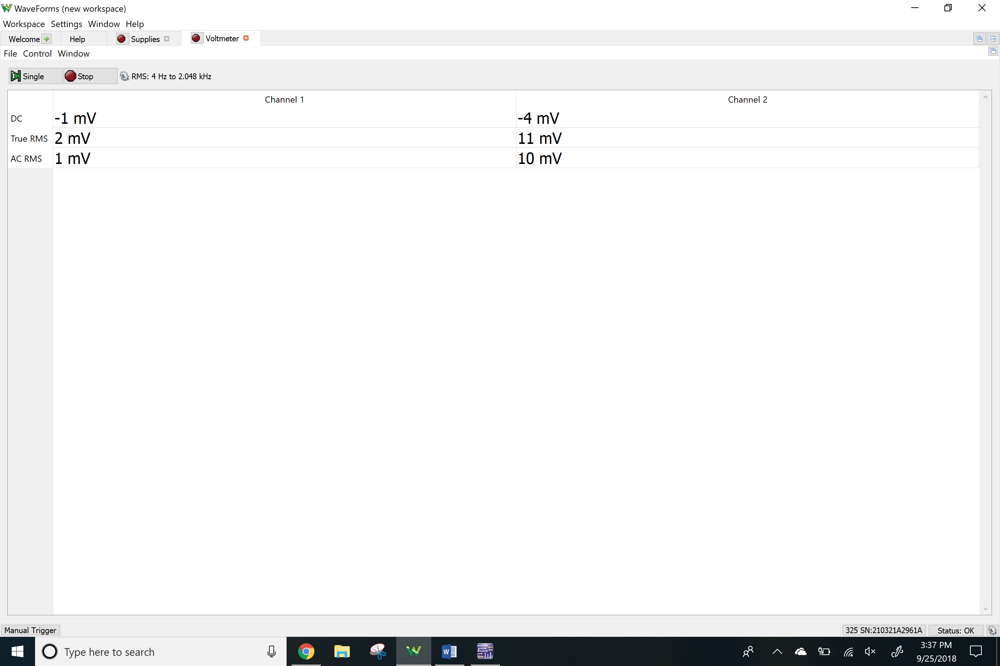 WaveForms (new workspace)
Workspace Settings Window Help
Welcome Help Supplies Voltmeter
File Control Window
1 Single Stop RMS: 4 Hz to 2.048 kHz
Channel 1 Channel 2
DC -1 mV -4 mV
True RMS 2 mV 11 mV
AC RMS 1 mV 10 mV
Manual Trigger 325 SN:210321A2961A Status: OK
Type here to search W 3:37 PM
9/25/2018